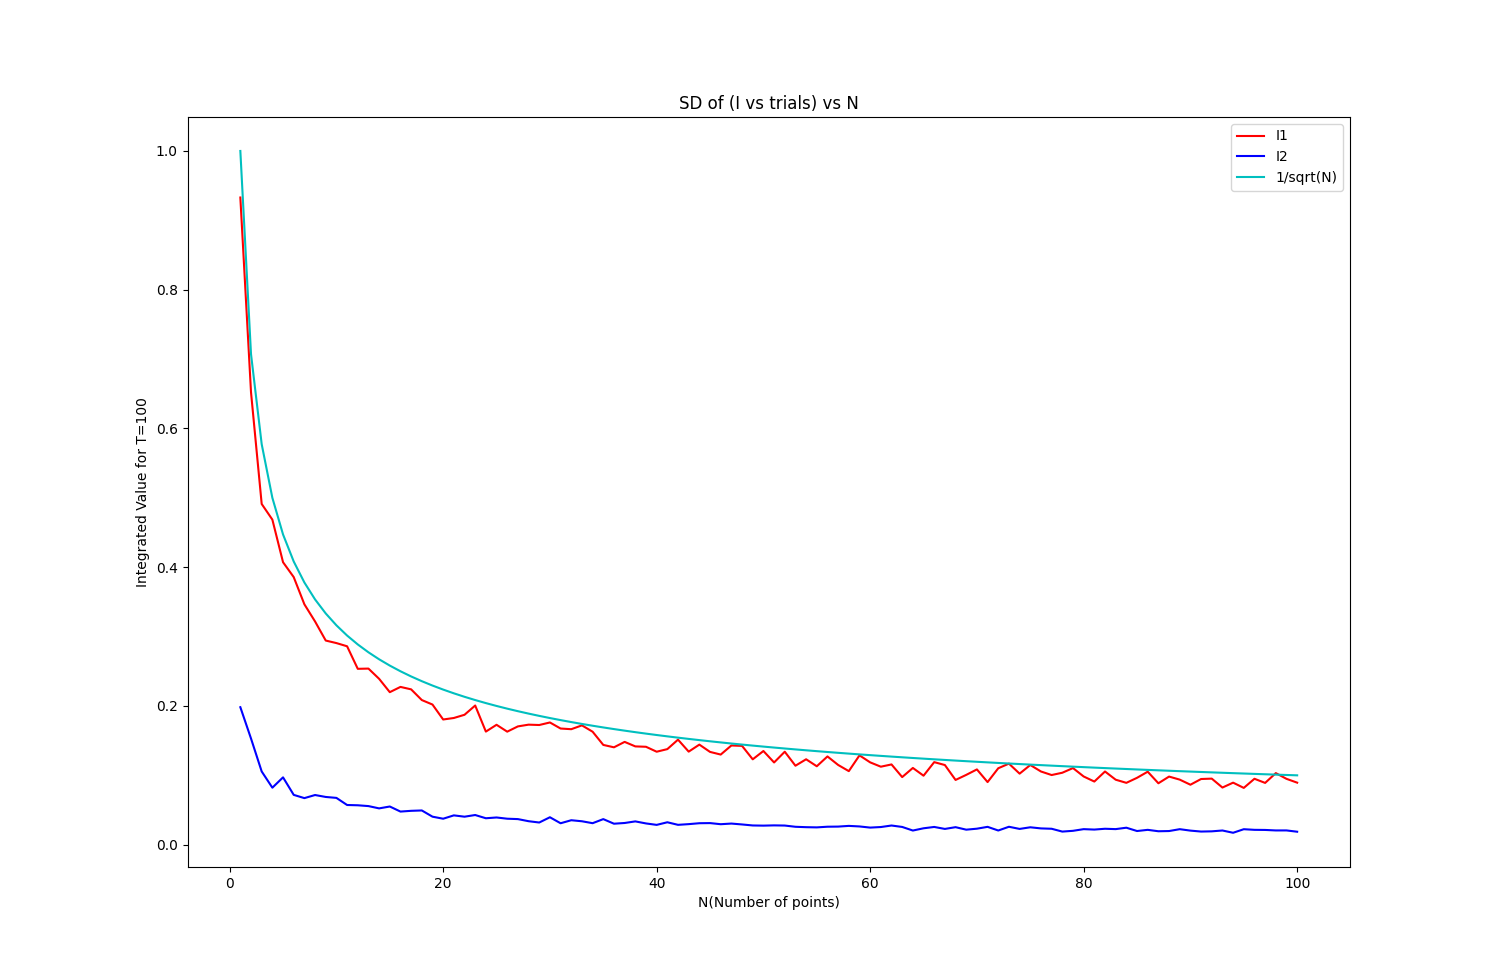 SD of (I vs trials) vs N
I1
I2
1/sqrt(N)
1.0
0.8
0.6
0.4
0.2
0.0
Integrated Value for T=100
0 20 40 60 80 100
N(Number of points)